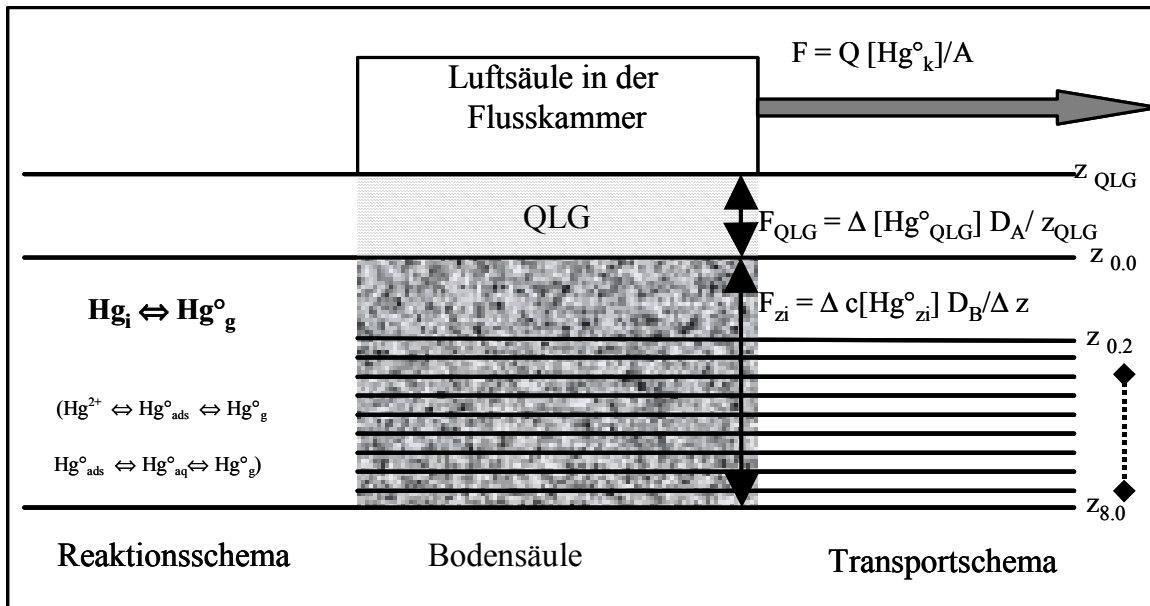 F = Q [Hg°k]/A
Luftsäule in der
Flusskammer
z QLG
QLG
FQLG = Δ [Hg°QLG] DA/ zQLG
z 0.0
Hgi ⇔ Hg°g
Fzi = Δ c[Hg°zi] DB/Δ z
z 0.2
(Hg2+ ⇔ Hg°ads ⇔ Hg°g
Hg°ads ⇔ Hg°aq⇔ Hg°g)
z8.0
Reaktionsschema
Bodensäule
Transportschema